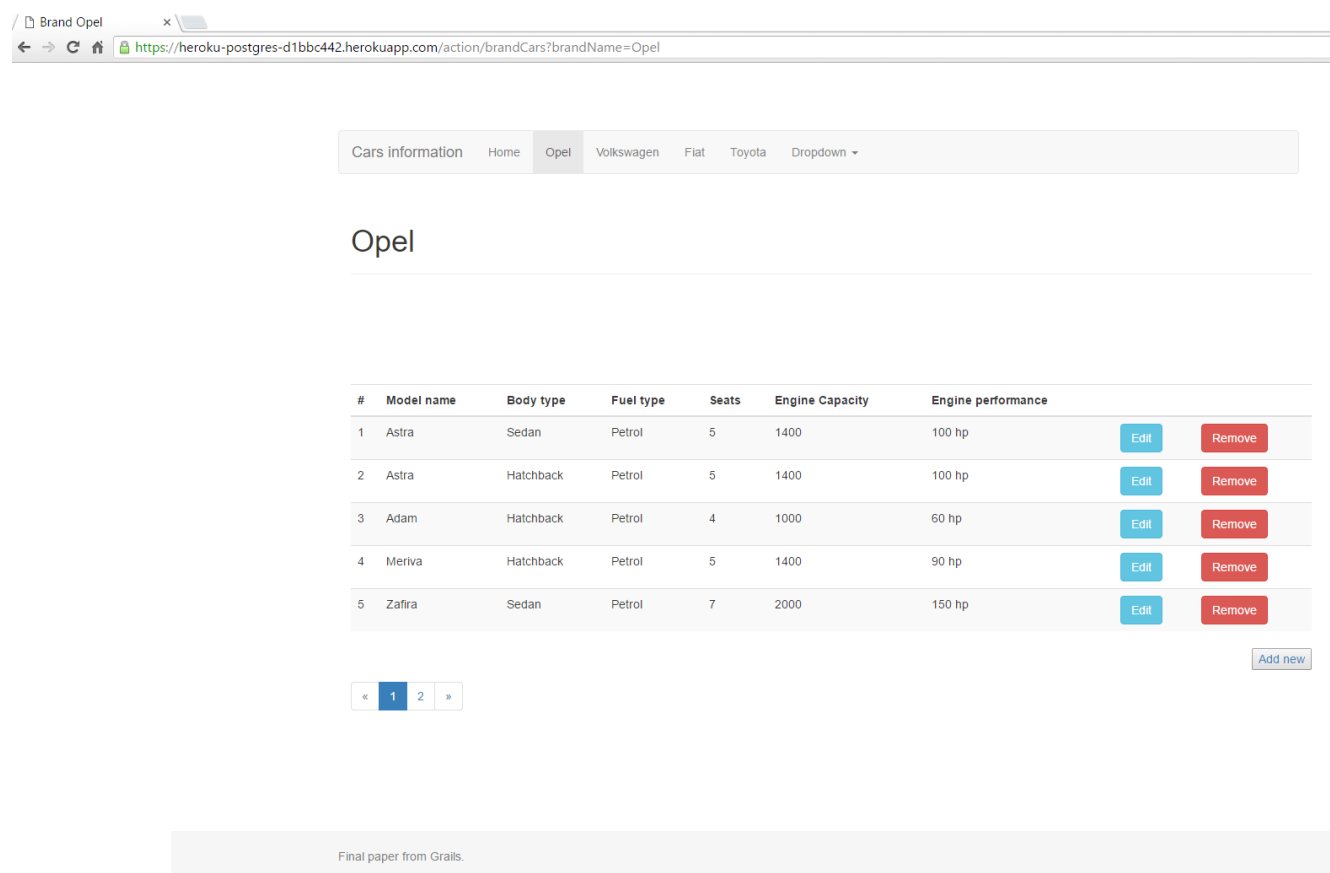 Brand Opel ×
https://heroku-postgres-d1bbc442.herokuapp.com/action/brandCars?brandName=Opel
Cars information Home Opel Volkswagen Fiat Toyota Dropdown
Opel
# Model name Body type Fuel type Seats Engine Capacity Engine performance
1 Astra Sedan Petrol 5 1400 100 hp Edit Remove
2 Astra Hatchback Petrol 5 1400 100 hp Edit Remove
3 Adam Hatchback Petrol 4 1000 60 hp Edit Remove
4 Meriva Hatchback Petrol 5 1400 90 hp Edit Remove
5 Zafira Sedan Petrol 7 2000 150 hp Edit Remove
Add new
« 1 2 »
Final paper from Grails.